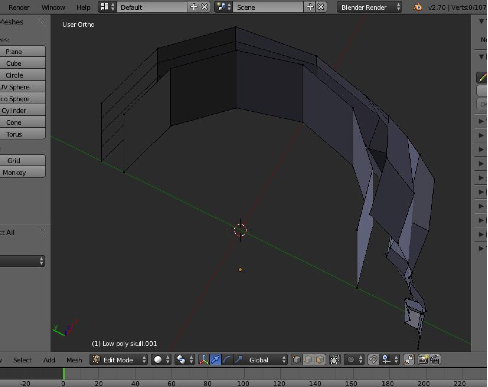 Render
Window
Help
Default
Scene
Blender Render
v2.70 | Verts:0/107
Meshes
User Ortho
Plane
Cube
Circle
UV Sphere
Ico Sphere
Cylinder
Cone
Torus
Grid
Monkey
(1) Low poly skull.001
View
Select
Add
Mesh
Edit Mode
Global
-20
0
20
40
60
80
100
120
140
160
180
200
220